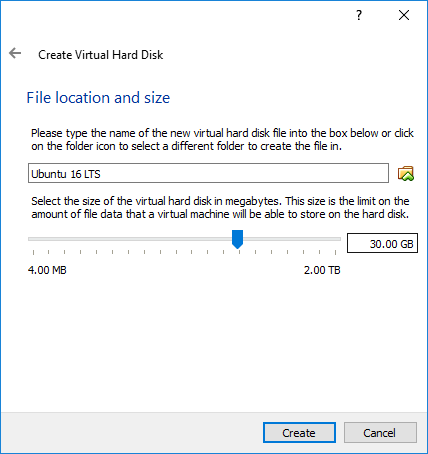 ?
Create Virtual Hard Disk
File location and size
Please type the name of the new virtual hard disk file into the box below or click
on the folder icon to select a different folder to create the file in.
Ubuntu 16 LTS
Select the size of the virtual hard disk in megabytes. This size is the limit on the
amount of file data that a virtual machine will be able to store on the hard disk.
30.00 GB
4.00 MB 2.00 TB
Create Cancel